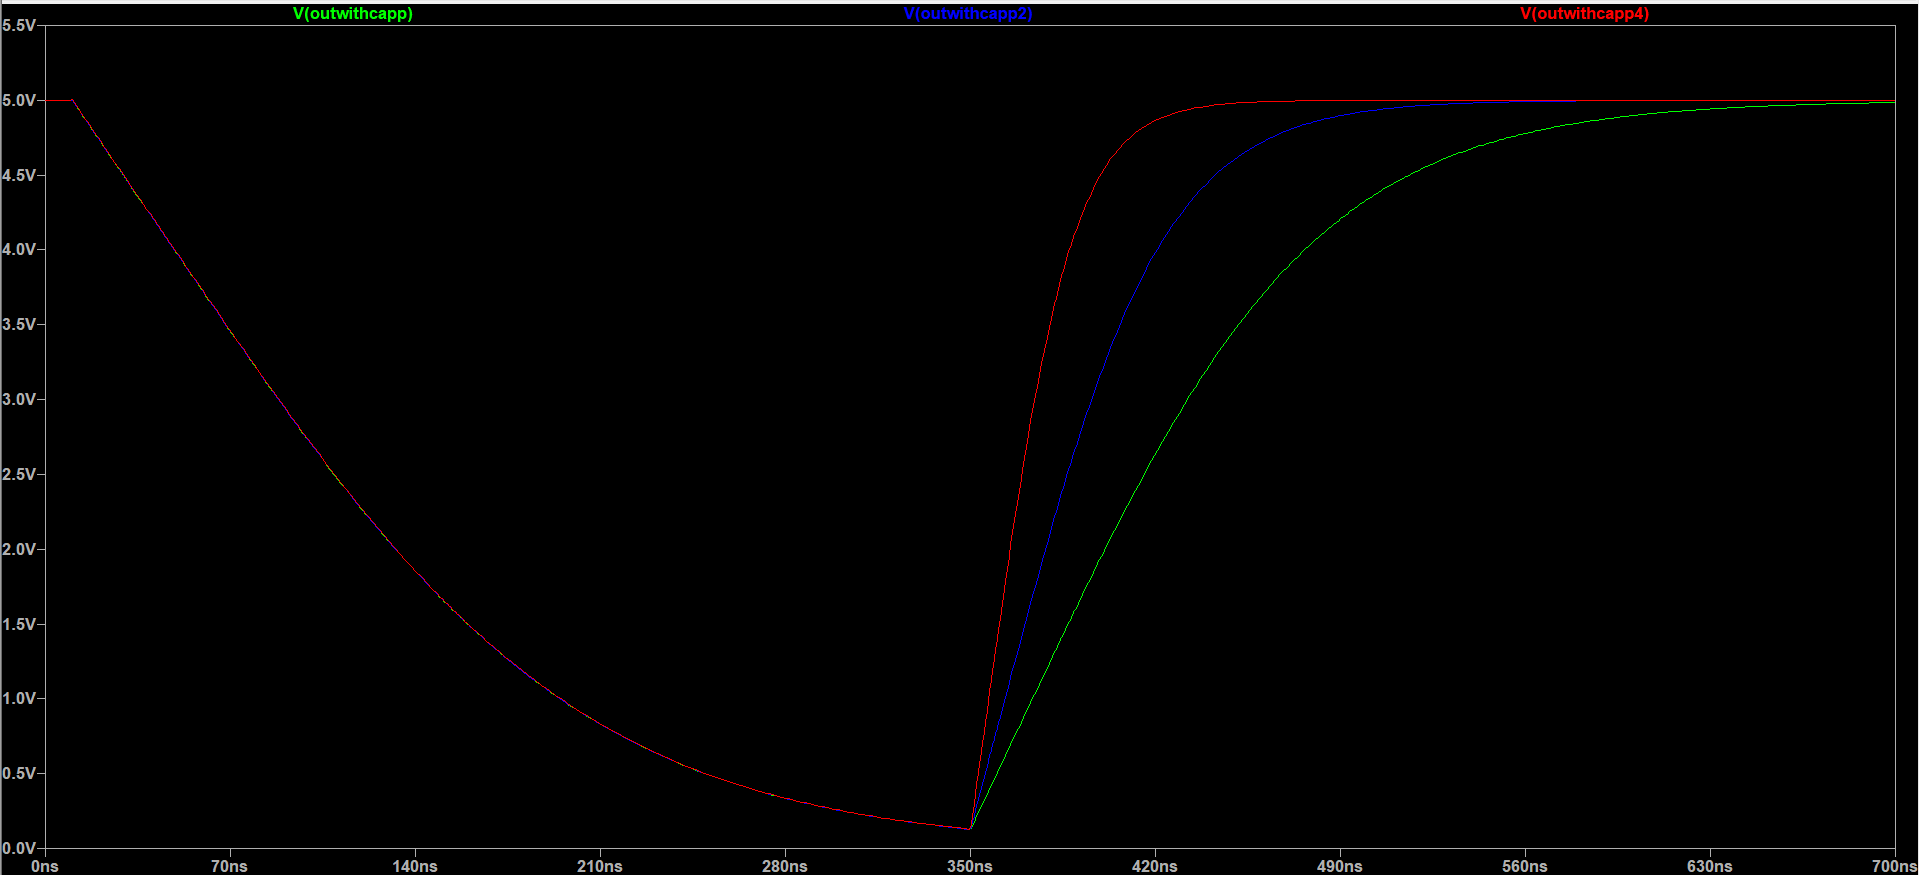 V(outwithcapp) V(outwithcapp2) V(outwithcapp4)
5.5V
5.0V
4.5V
4.0V
3.5V
3.0V
2.5V
2.0V
1.5V
1.0V
0.5V
0.0V
0ns 70ns 140ns 210ns 280ns 350ns 420ns 490ns 560ns 630ns 700ns